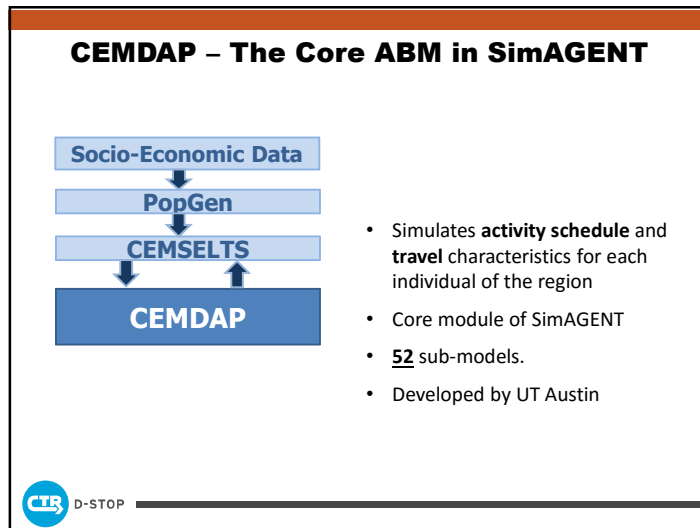 CEMDAP – The Core ABM in SimAGENT
Socio-Economic Data
PopGen
CEMSELTS
CEMDAP
• Simulates activity schedule and
travel characteristics for each
individual of the region
• Core module of SimAGENT
• 52 sub-models.
• Developed by UT Austin
CTR D-STOP